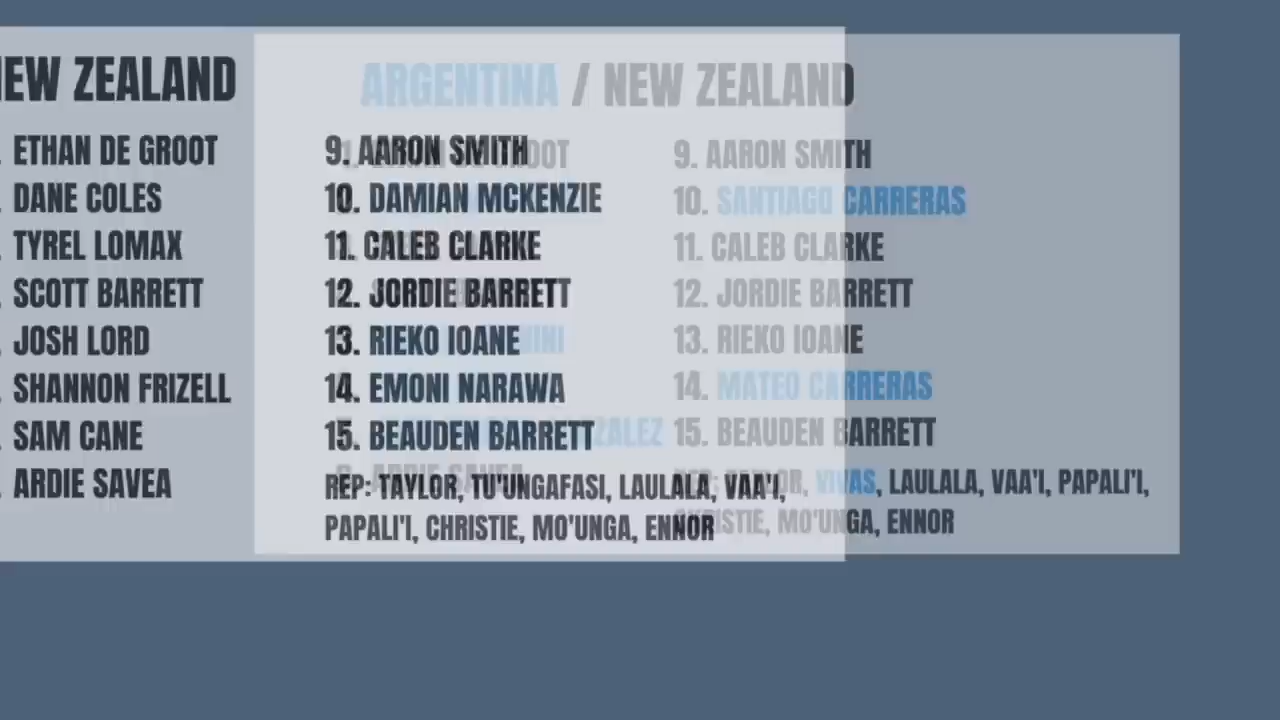 EW ZEALAND
ETHAN DE GROOT
DANE COLES
TYREL LOMAX
SCOTT BARRETT
JOSH LORD
SHANNON FRIZELL
SAM CANE
ARDIE SAVEA
9. AARON SMITH
10. DAMIAN MCKENZIE
11. CALEB CLARKE
12. JORDIE BARRETT
13. RIEKO IOANE
14. EMONI NARAWA
15. BEAUDEN BARRETT
REP: TAYLOR, TU'UNGAFASI, LAULALA, VAA'I,
PAPALI'I, CHRISTIE, MO'UNGA, ENNOR
ARGENTINA / NEW ZEALAND
9. AARON SMITH
10. SANTIAGO CARRERAS
11. CALEB CLARKE
12. JORDIE BARRETT
13. RIEKO IOANE
14. MATEO CARRERAS
15. BEAUDEN BARRETT
VIVAS, LAULALA, VAA'I, PAPALI'I,
MO'UNGA, ENNOR